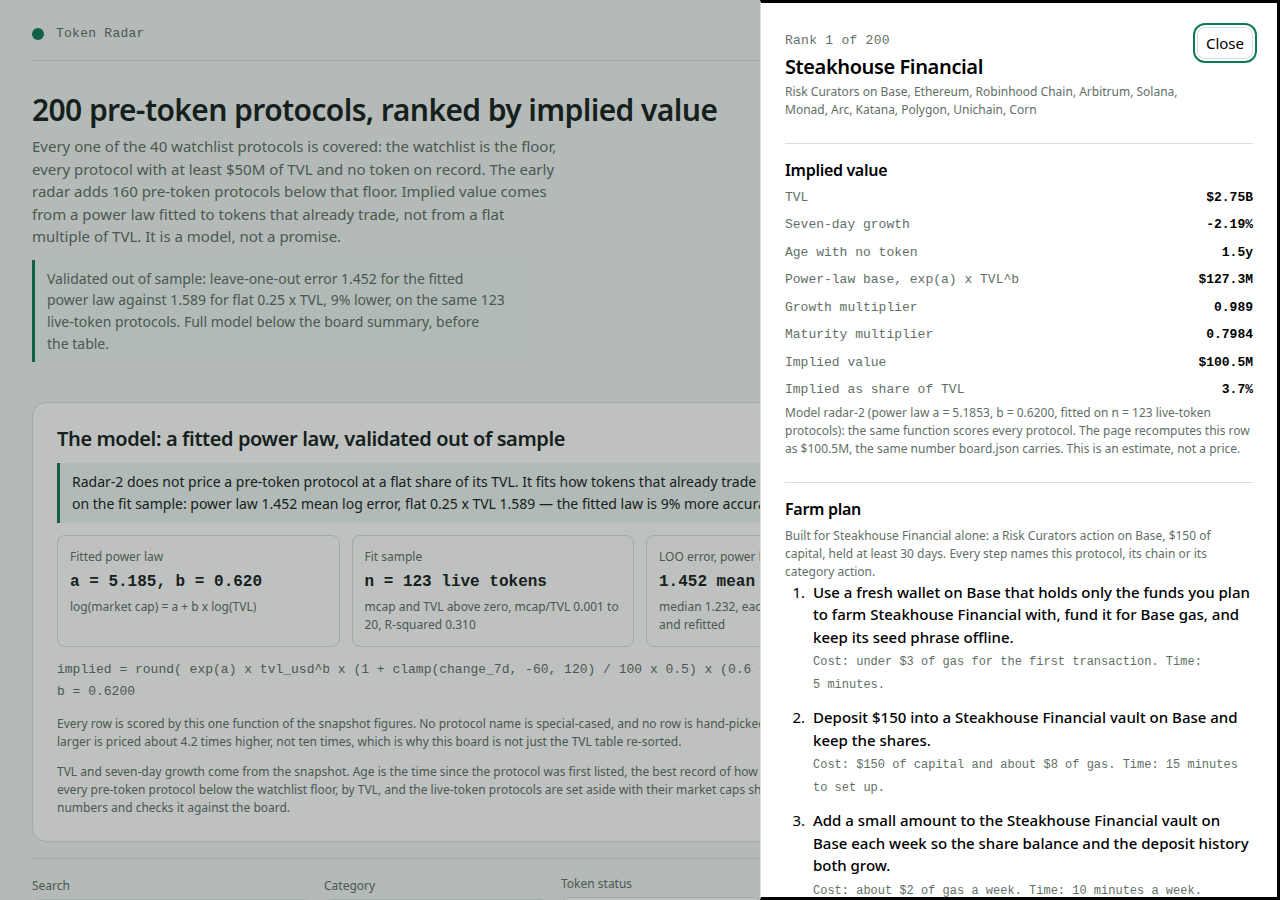 Token Radar
200 pre-token protocols, ranked by implied value
Every one of the 40 watchlist protocols is covered: the watchlist is the floor,
every protocol with at least $50M of TVL and no token on record. The early
radar adds 160 pre-token protocols below that floor. Implied value comes
from a power law fitted to tokens that already trade, not from a flat
multiple of TVL. It is a model, not a promise.
Validated out of sample: leave-one-out error 1.452 for the fitted
power law against 1.589 for flat 0.25 x TVL, 9% lower, on the same 123
live-token protocols. Full model below the board summary, before
the table.
The model: a fitted power law, validated out of sample
Radar-2 does not price a pre-token protocol at a flat share of its TVL. It fits how tokens that already trade
on the fit sample: power law 1.452 mean log error, flat 0.25 x TVL 1.589 — the fitted law is 9% more
Fitted power law
a = 5.185, b = 0.620
log(market cap) = a + b x log(TVL)
Fit sample
n = 123 live tokens
mcap and TVL above zero, mcap/TVL 0.001 to
20, R-squared 0.310
LOO error, power
1.452 mean
median 1.232,
and refitted
implied = round( exp(a) x tvl_usd^b x (1 + clamp(change_7d, -60, 120) / 100 x 0.5) x (0.6
b = 0.6200
Every row is scored by this one function of the snapshot figures. No protocol name is special-cased, and no row is hand-picked
larger is priced about 4.2 times higher, not ten times, which is why this board is not just the TVL table re-sorted.
TVL and seven-day growth come from the snapshot. Age is the time since the protocol was first listed, the best record of how
every pre-token protocol below the watchlist floor, by TVL, and the live-token protocols are set aside with their market caps
numbers and checks it against the board.
Search
Category
Token status
Rank 1 of 200
Close
Steakhouse Financial
Risk Curators on Base, Ethereum, Robinhood Chain, Arbitrum, Solana,
Monad, Arc, Katana, Polygon, Unichain, Corn
Implied value
TVL $2.75B
Seven-day growth -2.19%
Age with no token 1.5y
Power-law base, exp(a) x TVL^b $127.3M
Growth multiplier 0.989
Maturity multiplier 0.7984
Implied value $100.5M
Implied as share of TVL 3.7%
Model radar-2 (power law a = 5.1853, b = 0.6200, fitted on n = 123 live-token
protocols): the same function scores every protocol. The page recomputes this row
as $100.5M, the same number board.json carries. This is an estimate, not a price.
Farm plan
Built for Steakhouse Financial alone: a Risk Curators action on Base, $150 of
capital, held at least 30 days. Every step names this protocol, its chain or its
category action.
1. Use a fresh wallet on Base that holds only the funds you plan
to farm Steakhouse Financial with, fund it for Base gas, and
keep its seed phrase offline.
Cost: under $3 of gas for the first transaction. Time:
5 minutes.
2. Deposit $150 into a Steakhouse Financial vault on Base and
keep the shares.
Cost: $150 of capital and about $8 of gas. Time: 15 minutes
to set up.
3. Add a small amount to the Steakhouse Financial vault on
Base each week so the share balance and the deposit history
both grow.
Cost: about $2 of gas a week. Time: 10 minutes a week.